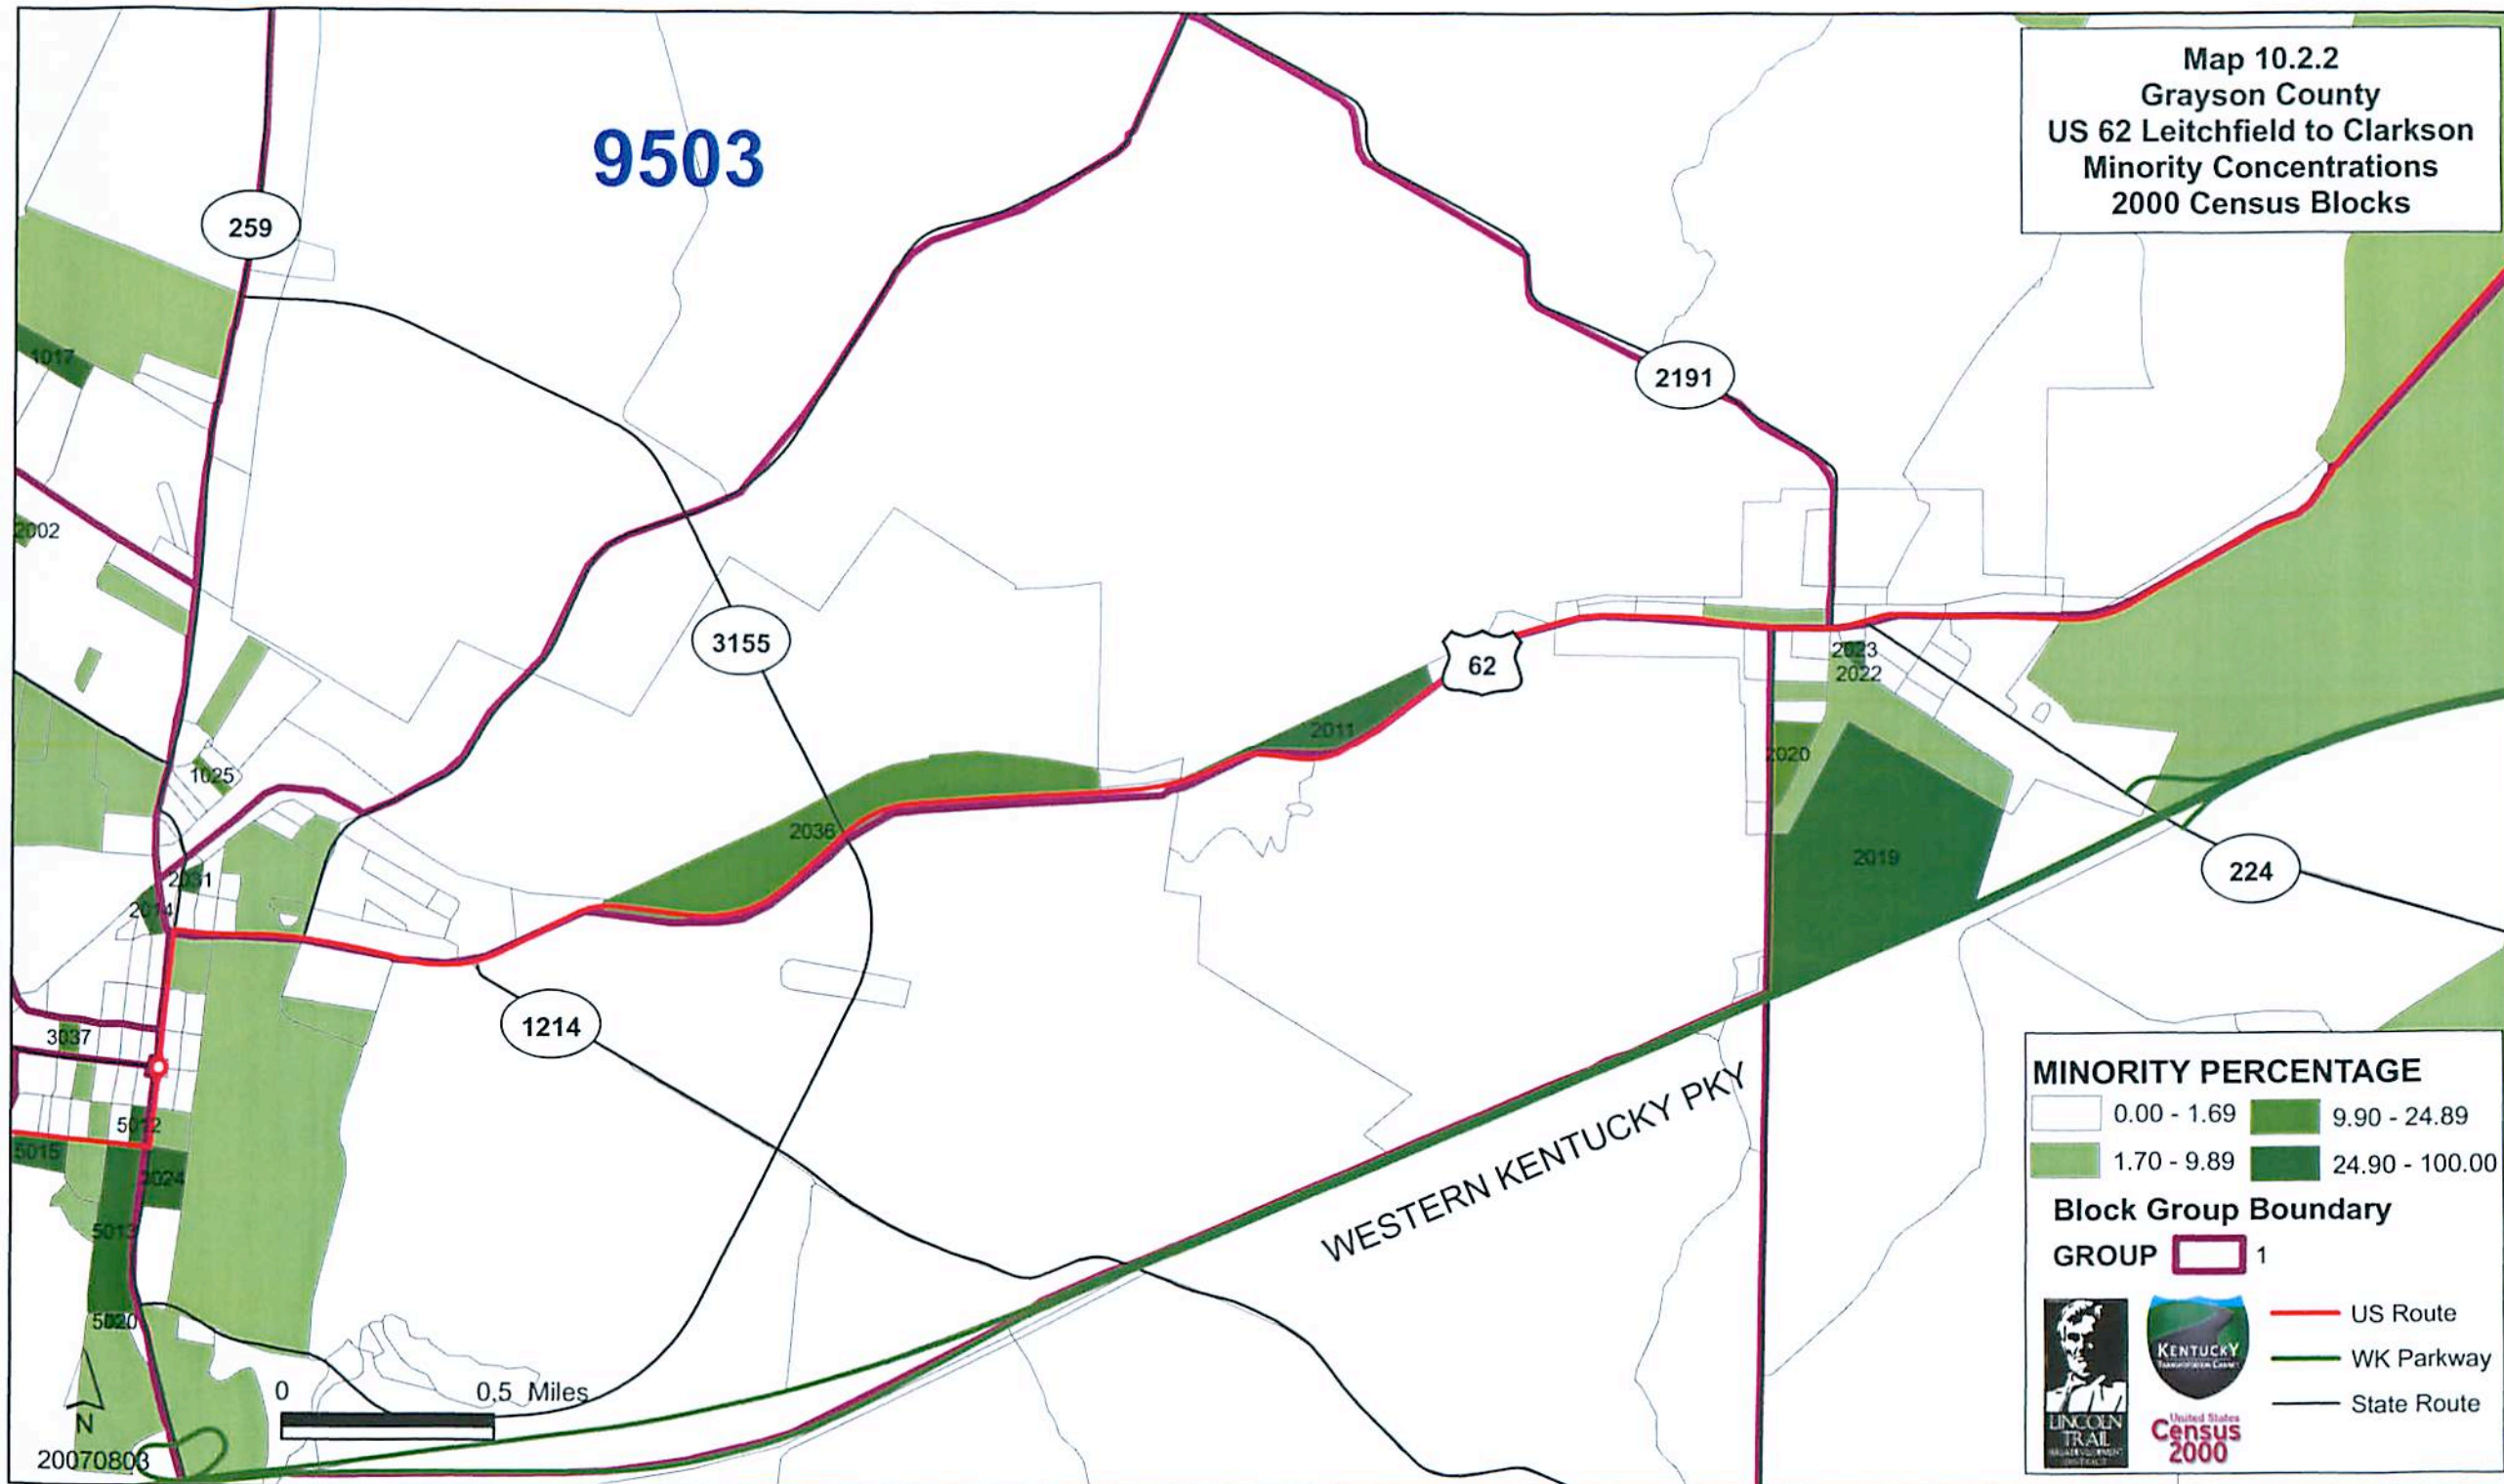 Map 10.2.2
Grayson County
US 62 Leitchfield to Clarkson
Minority Concentrations
2000 Census Blocks
9503
259
1017
2191
2002
3155
62
2023
2022
2011
2020
1025
2036
2019
2031
224
2014
1214
3037
WESTERN KENTUCKY PKY
5012
5015
2024
5013
5020
0 0.5 Miles
N
20070803
MINORITY PERCENTAGE
0.00 - 1.69 9.90 - 24.89
1.70 - 9.89 24.90 - 100.00
Block Group Boundary
GROUP 1
US Route
WK Parkway
State Route
KENTUCKY
TRANSPORTATION CABINET
LINCOLN
TRAIL
DISTRICT
United States
Census
2000